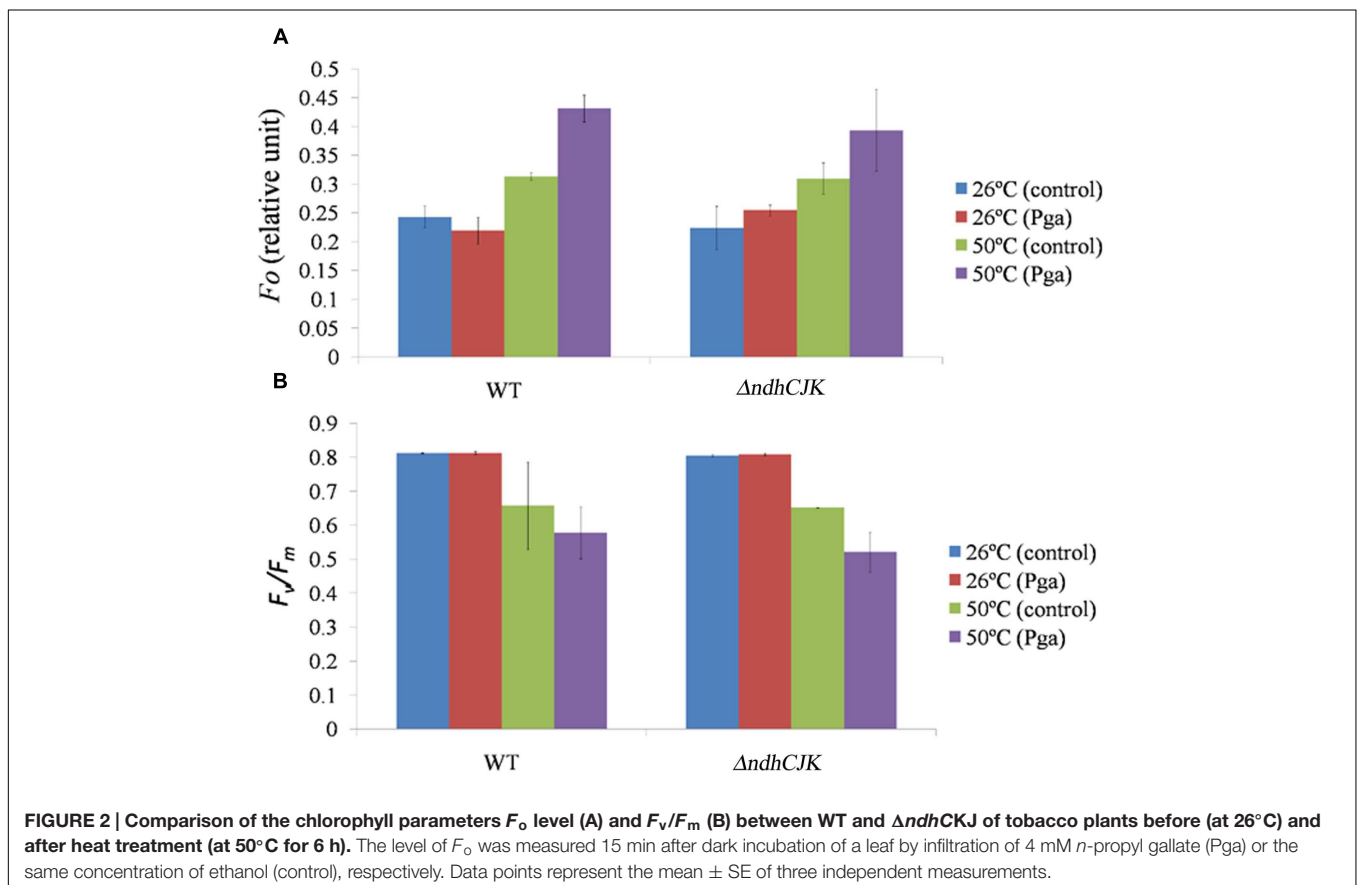 A
0.5
0.45
0.4
0.35
0.3
0.25
0.2
0.15
0.1
0.05
0
Fo (relative unit)
WT
ΔndhCJK
26ºC (control)
26ºC (Pga)
50ºC (control)
50ºC (Pga)
B
0.9
0.8
0.7
0.6
0.5
0.4
0.3
0.2
0.1
0
Fv/Fm
WT
ΔndhCJK
26ºC (control)
26ºC (Pga)
50ºC (control)
50ºC (Pga)
FIGURE 2 | Comparison of the chlorophyll parameters Fo level (A) and Fv/Fm (B) between WT and ΔndhCKJ of tobacco plants before (at 26°C) and
after heat treatment (at 50°C for 6 h). The level of Fo was measured 15 min after dark incubation of a leaf by infiltration of 4 mM n-propyl gallate (Pga) or the
same concentration of ethanol (control), respectively. Data points represent the mean ± SE of three independent measurements.